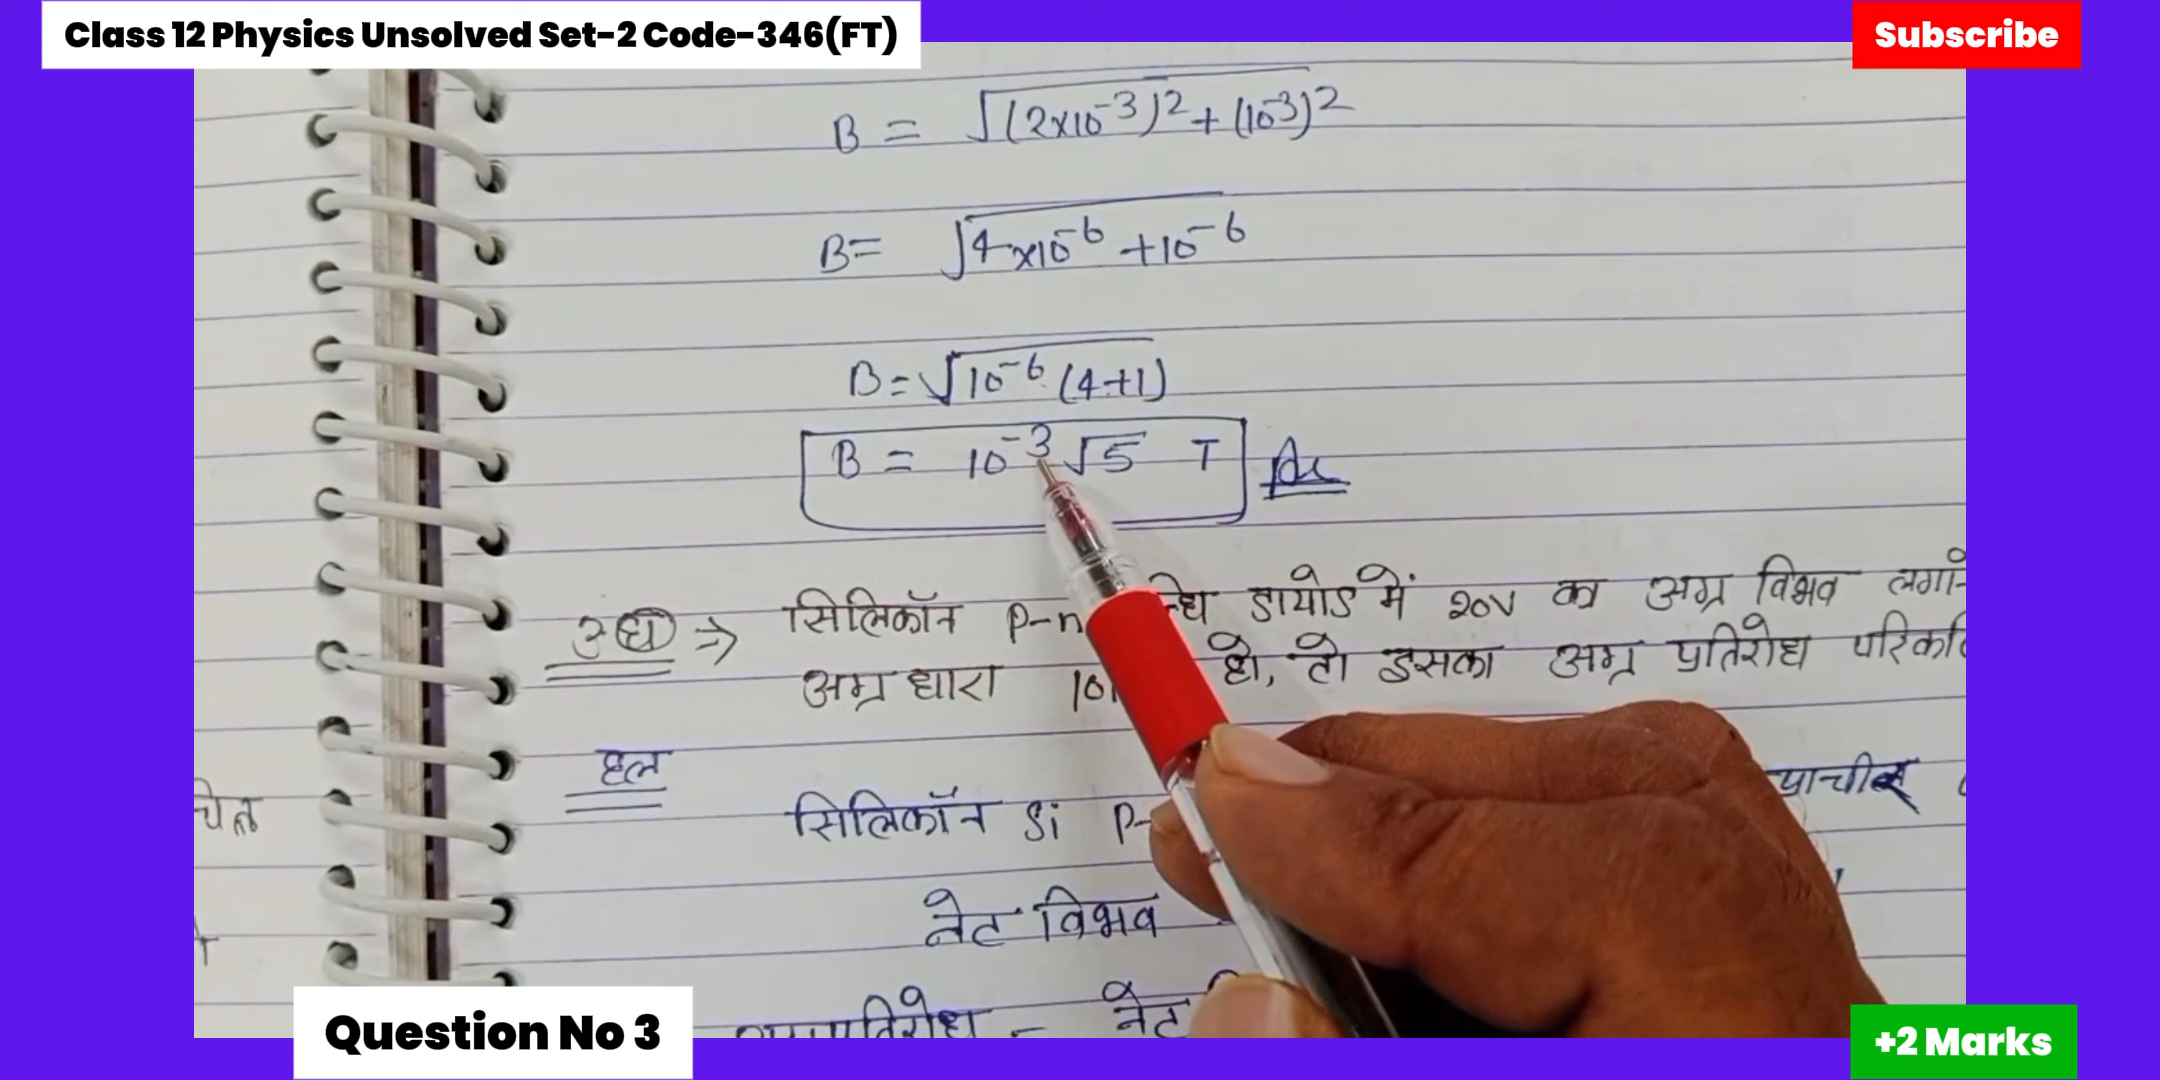 Class 12 Physics Unsolved Set-2 Code-346(FT)
Subscribe
B = √(2×10⁻³)² + (10⁻³)²
B = √4×10⁻⁶ + 10⁻⁶
B = √10⁻⁶ (4+1)
B = 10⁻³ √5 T
3(घ) ⇒ सिलिकॉन P-n डायोड में 20V का अग्र विभव
अग्र धारा हो, तो इसका अग्र प्रतिरोध
हल
सिलिकॉन Si P-
नेट विभव
नेट
Question No 3
+2 Marks